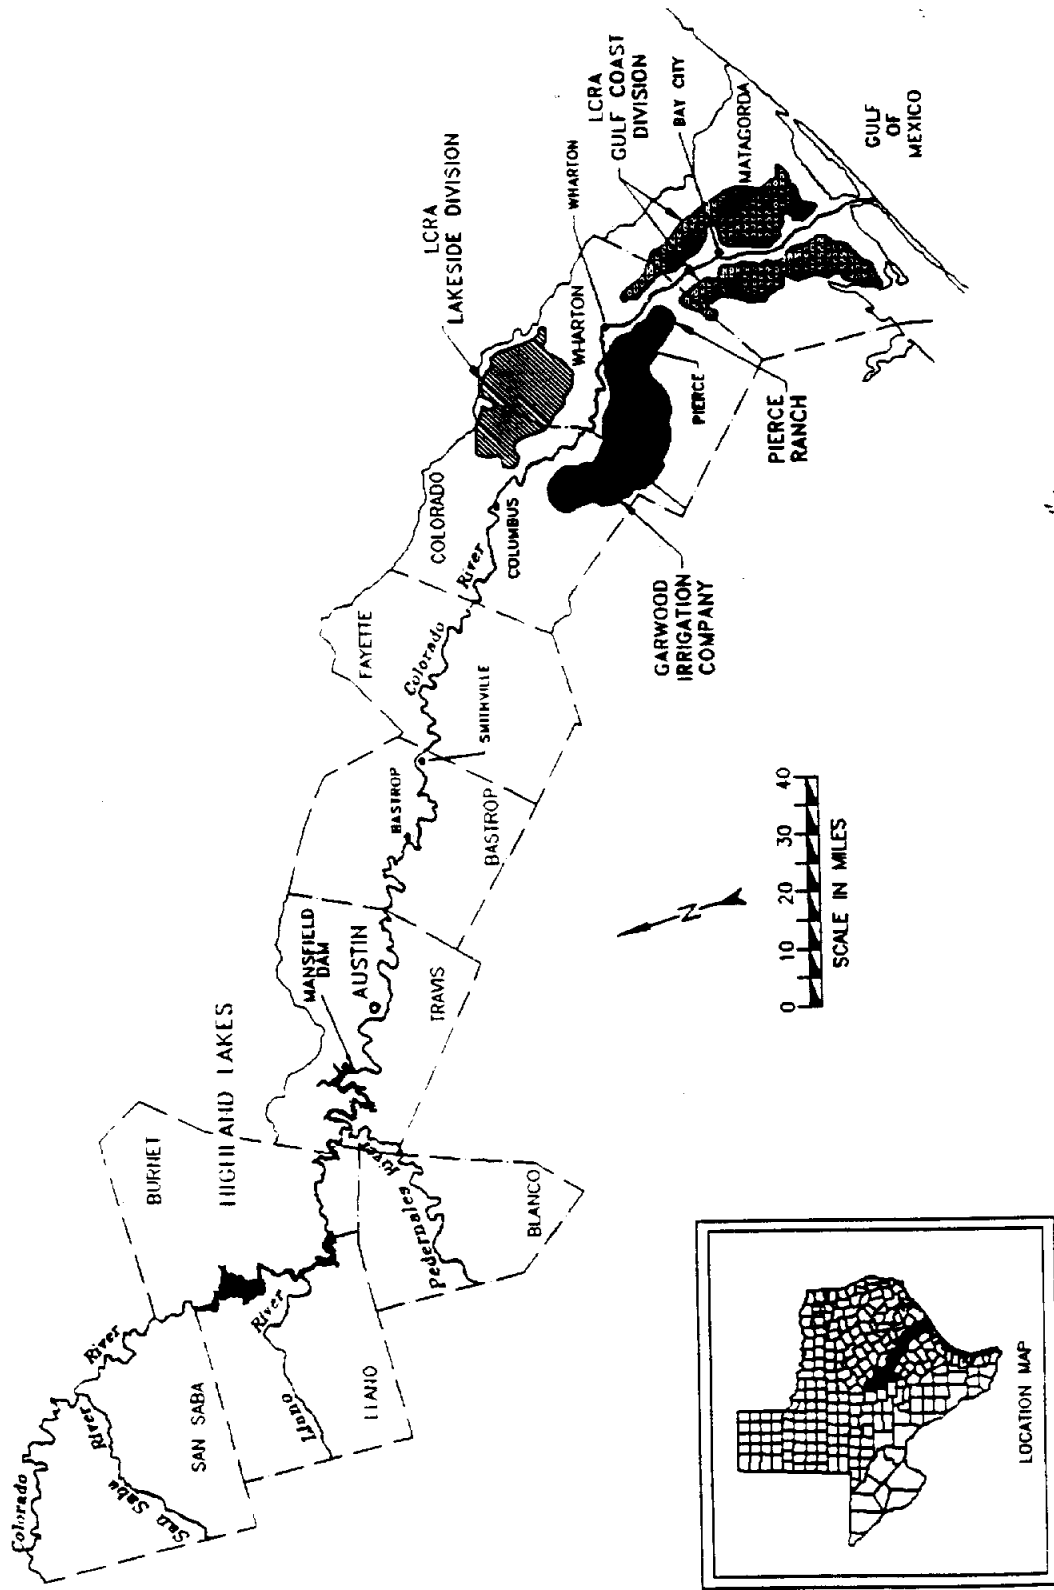 Colorado
River
San Saba River
SAN SABA
BURNET
HIGHLAND LAKES
Llano
River
LLANO
Pedernales
River
BLANCO
MANSFIELD
DAM
AUSTIN
TRAVIS
BASTROP
BASTROP
SMITHVILLE
FAYETTE
Colorado
River
COLORADO
COLUMBUS
LCRA
LAKESIDE DIVISION
WHARTON
WHARTON
LCRA
GULF COAST
DIVISION
BAY CITY
MATAGORDA
GULF
OF
MEXICO
PIERCE
PIERCE
RANCH
GARWOOD
IRRIGATION
COMPANY
N
0 10 20 30 40
SCALE IN MILES
LOCATION MAP